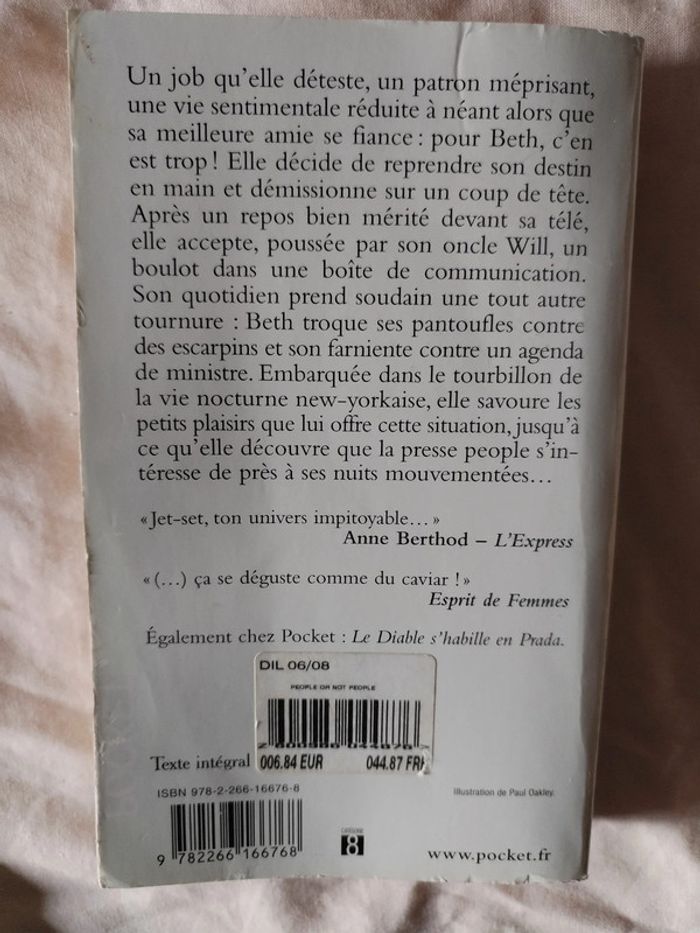 Un job qu'elle déteste, un patron méprisant,
une vie sentimentale réduite à néant alors que
sa meilleure amie se fiance : pour Beth, c'en
est trop ! Elle décide de reprendre son destin
en main et démissionne sur un coup de tête.
Après un repos bien mérité devant sa télé,
elle accepte, poussée par son oncle Will, un
boulot dans une boîte de communication.
Son quotidien prend soudain une tout autre
tournure : Beth troque ses pantoufles contre
des escarpins et son farniente contre un agenda
de ministre. Embarquée dans le tourbillon de
la vie nocturne new-yorkaise, elle savoure les
petits plaisirs que lui offre cette situation, jusqu'à
ce qu'elle découvre que la presse people s'in-
téresse de près à ses nuits mouvementées…
« Jet-set, ton univers impitoyable… »
Anne Berthod – L'Express
« (…) ça se déguste comme du caviar ! »
Esprit de Femmes
Également chez Pocket : Le Diable s'habille en Prada.
DIL 06/08
PEOPLE OR NOT PEOPLE
Texte intégral
006.84 EUR 044.87 FRF
ISBN 978-2-266-16676-8
Illustration de Paul Oakley.
9 782266 166768
CATÉGORIE
8
www.pocket.fr